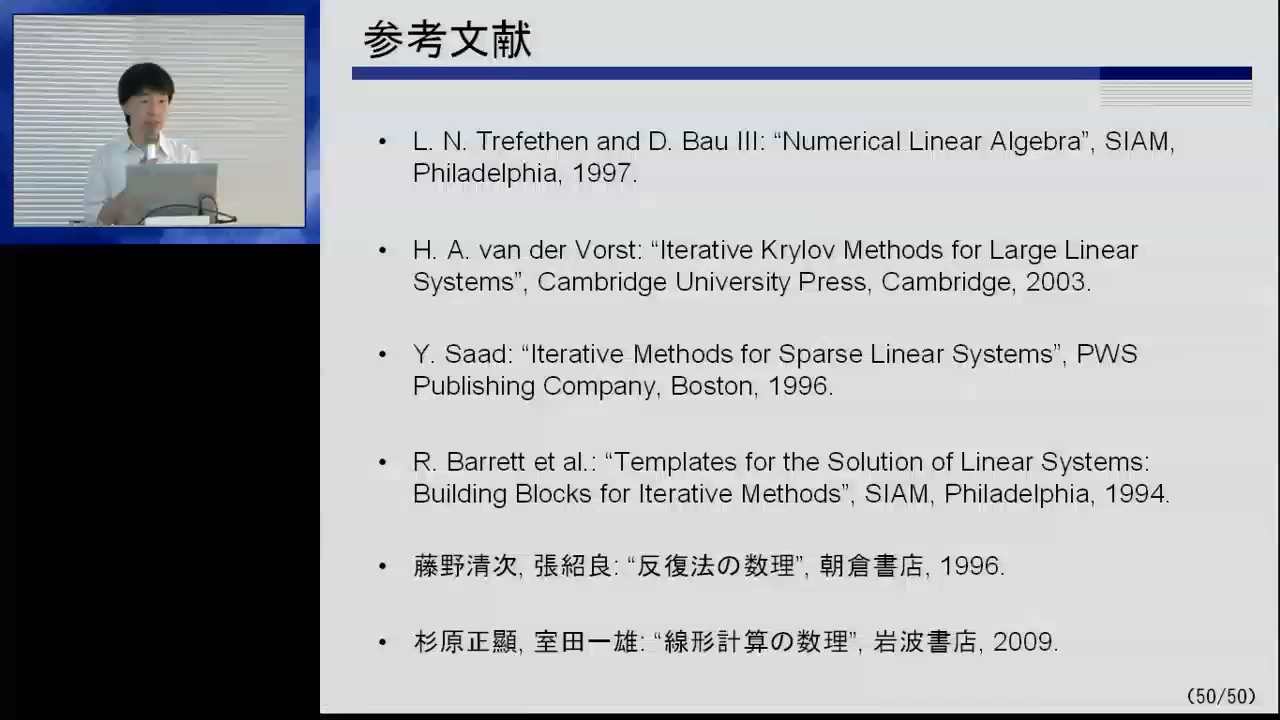 参考文献
• L. N. Trefethen and D. Bau III: “Numerical Linear Algebra”, SIAM,
Philadelphia, 1997.
• H. A. van der Vorst: “Iterative Krylov Methods for Large Linear
Systems”, Cambridge University Press, Cambridge, 2003.
• Y. Saad: “Iterative Methods for Sparse Linear Systems”, PWS
Publishing Company, Boston, 1996.
• R. Barrett et al.: “Templates for the Solution of Linear Systems:
Building Blocks for Iterative Methods”, SIAM, Philadelphia, 1994.
• 藤野清次, 張紹良: “反復法の数理”, 朝倉書店, 1996.
• 杉原正顯, 室田一雄: “線形計算の数理”, 岩波書店, 2009.
(50/50)